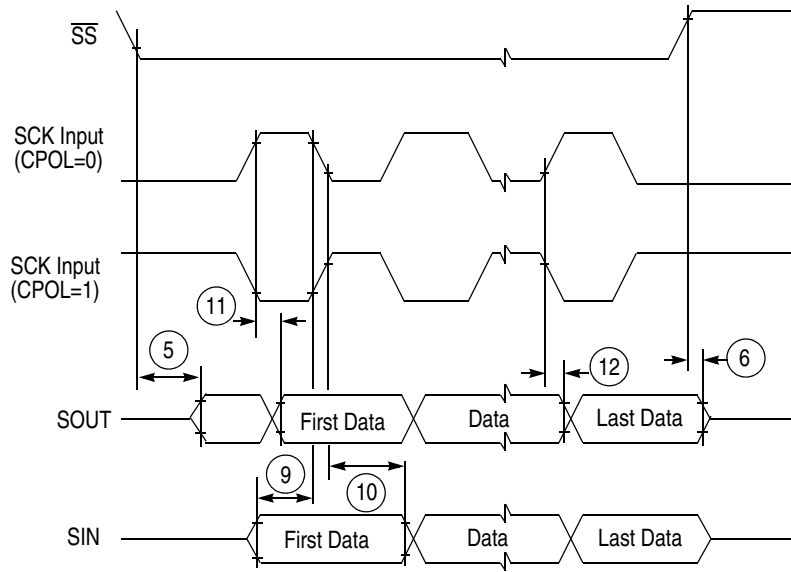 S̅S̅
SCK Input
(CPOL=0)
SCK Input
(CPOL=1)
11
5
12
6
SOUT
First Data
Data
Last Data
9
10
SIN
First Data
Data
Last Data